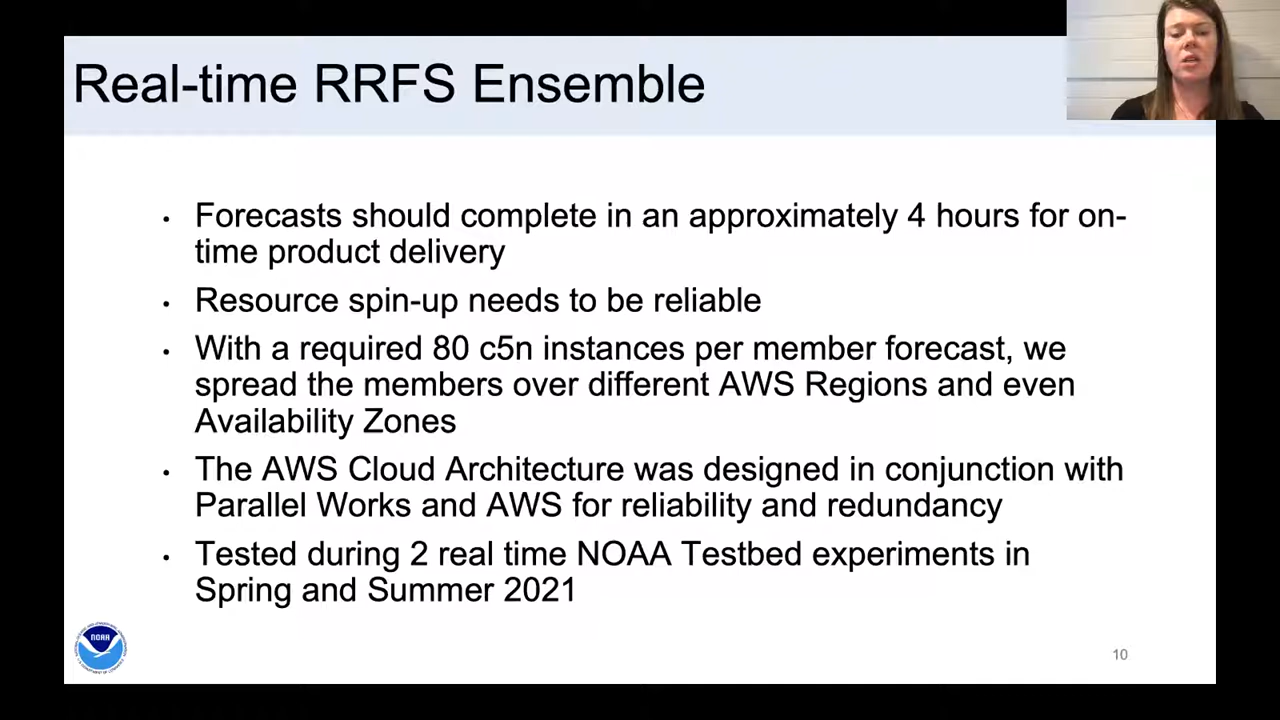 Real-time RRFS Ensemble
• Forecasts should complete in an approximately 4 hours for on-
time product delivery
• Resource spin-up needs to be reliable
• With a required 80 c5n instances per member forecast, we
spread the members over different AWS Regions and even
Availability Zones
• The AWS Cloud Architecture was designed in conjunction with
Parallel Works and AWS for reliability and redundancy
• Tested during 2 real time NOAA Testbed experiments in
Spring and Summer 2021
NOAA
10